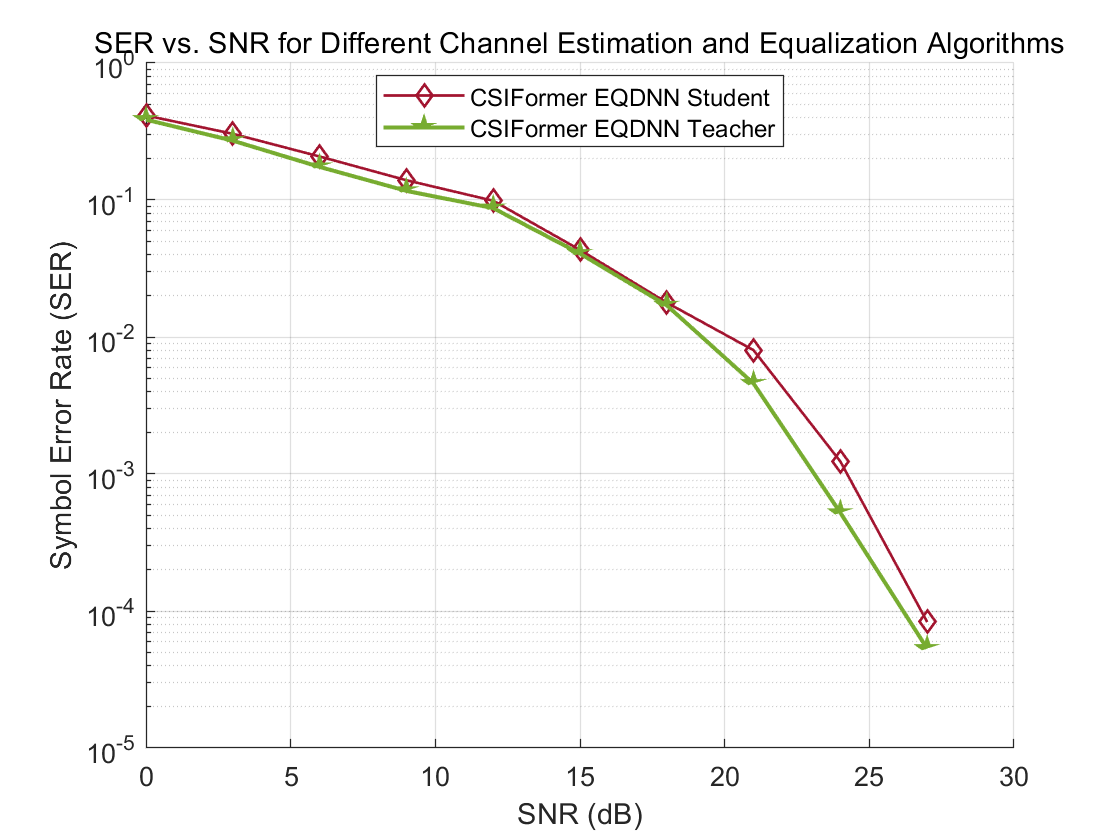 SER vs. SNR for Different Channel Estimation and Equalization Algorithms
CSIFormer EQDNN Student
CSIFormer EQDNN Teacher
10^0
10^-1
10^-2
10^-3
10^-4
10^-5
Symbol Error Rate (SER)
0 5 10 15 20 25 30
SNR (dB)